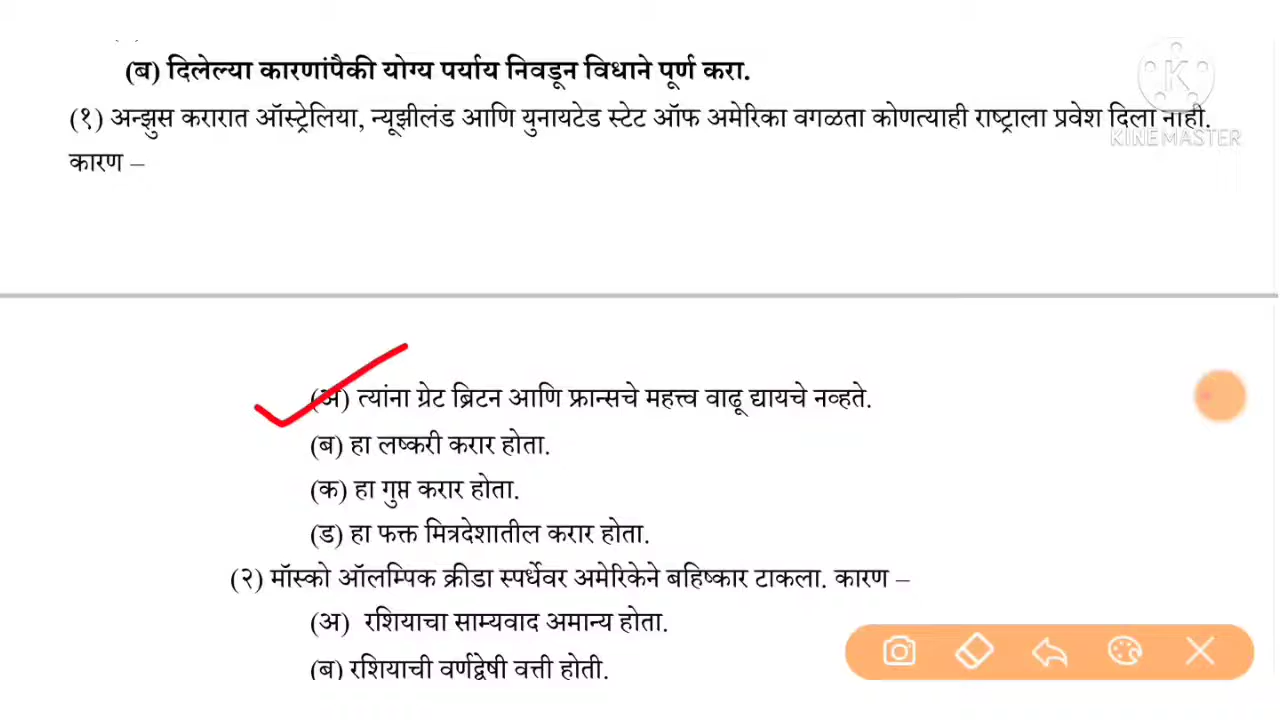 (ब) दिलेल्या कारणांपैकी योग्य पर्याय निवडून विधाने पूर्ण करा.
(१) अन्झुस करारात ऑस्ट्रेलिया, न्यूझीलंड आणि युनायटेड स्टेट ऑफ अमेरिका वगळता कोणत्याही राष्ट्राला प्रवेश दिला नाही.
KINEMASTER
कारण –
(अ) त्यांना ग्रेट ब्रिटन आणि फ्रान्सचे महत्त्व वाढू द्यायचे नव्हते.
(ब) हा लष्करी करार होता.
(क) हा गुप्त करार होता.
(ड) हा फक्त मित्रदेशातील करार होता.
(२) मॉस्को ऑलम्पिक क्रीडा स्पर्धेवर अमेरिकेने बहिष्कार टाकला. कारण –
(अ) रशियाचा साम्यवाद अमान्य होता.
(ब) रशियाची वर्णद्वेषी वत्ती होती.